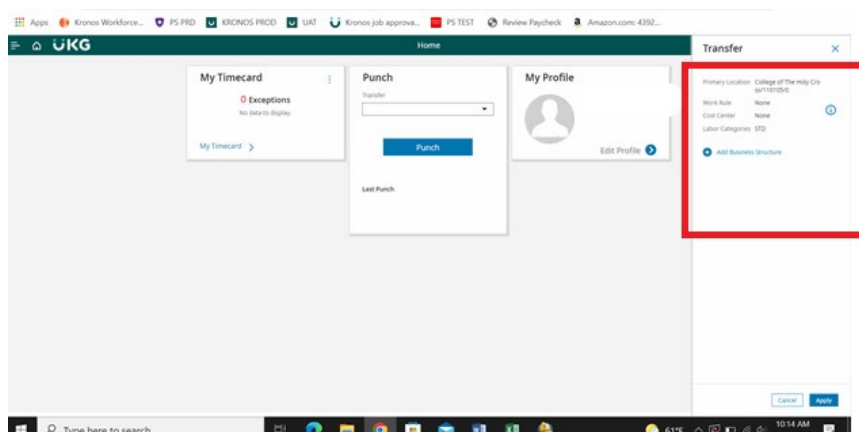 Apps Kronos Workforce... PS PRD KRONOS PROD UAT Kronos job approva... PS TEST Review Paycheck Amazon.com: 4392...
UKG Home
Transfer
My Timecard
0 Exceptions
No data to display.
My Timecard
Punch
Transfer
Punch
Last Punch
My Profile
Edit Profile
Primary Location College of The Holy Cro
ss/110105/0
Work Rule None
Cost Center None
Labor Categories STD
Add Business Structure
Cancel Apply
Type here to search
61°F 10:14 AM